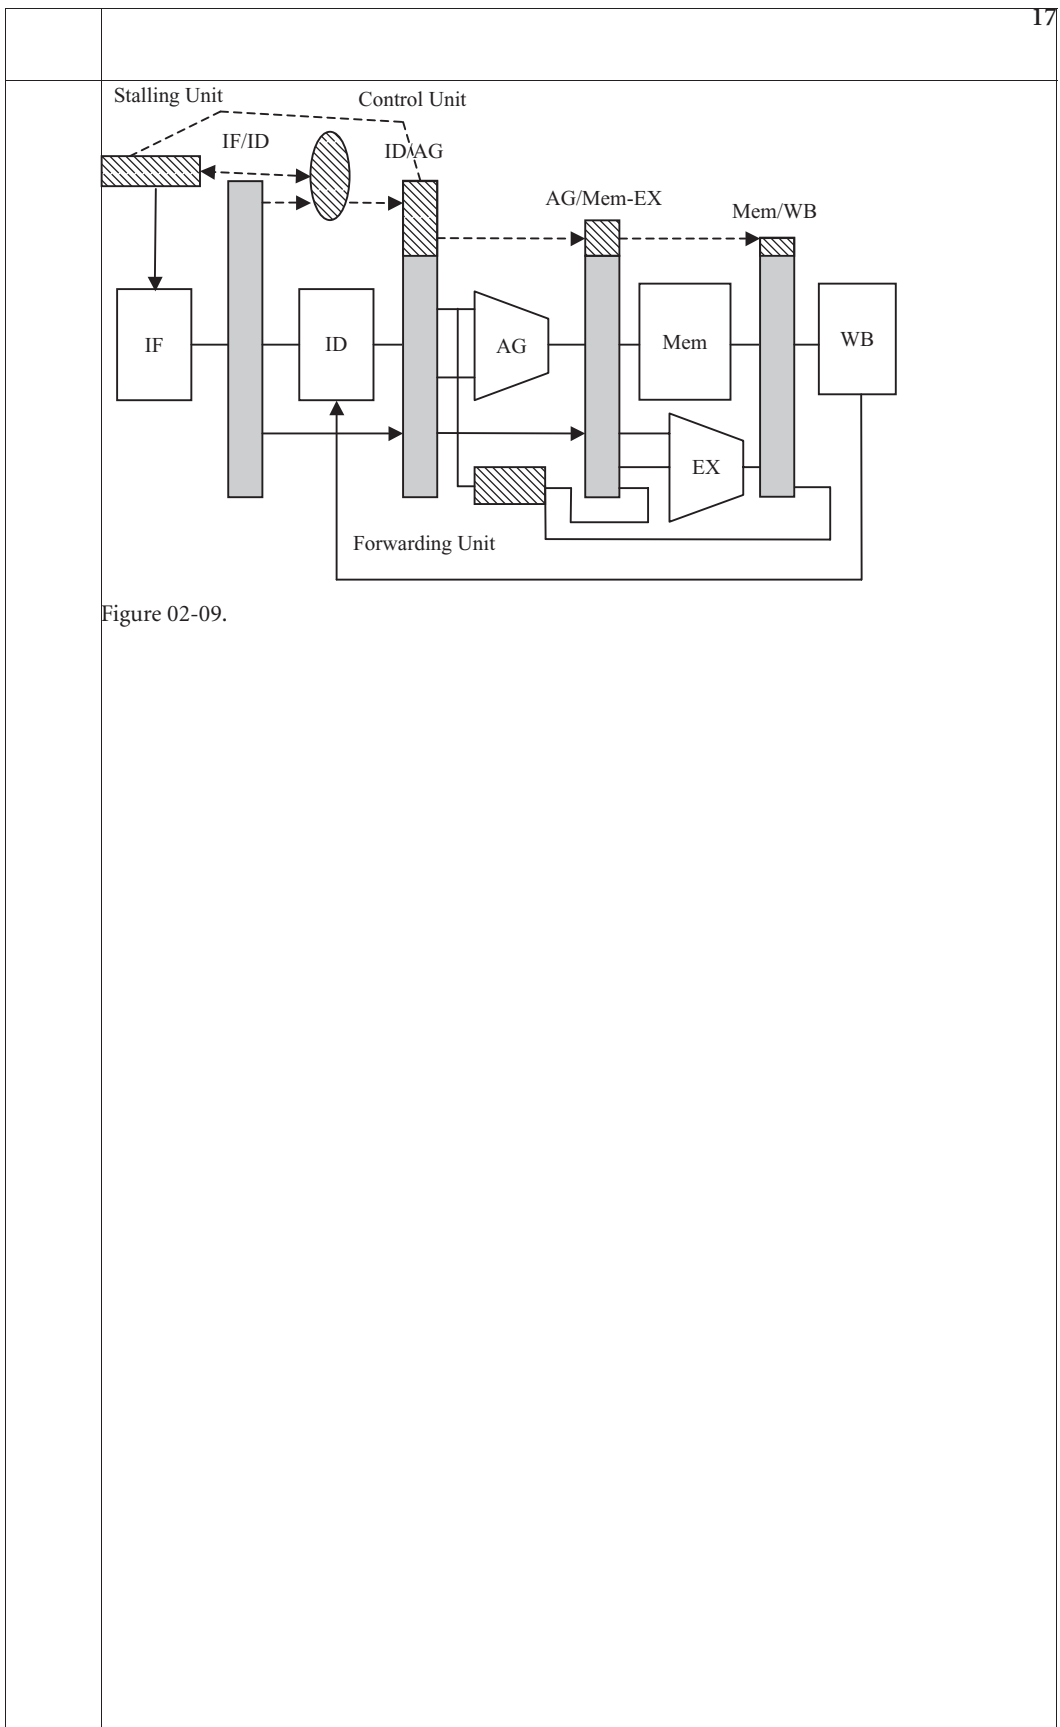 17
Stalling Unit
Control Unit
IF/ID
ID/AG
AG/Mem-EX
Mem/WB
IF
ID
AG
Mem
WB
EX
Forwarding Unit
Figure 02-09.